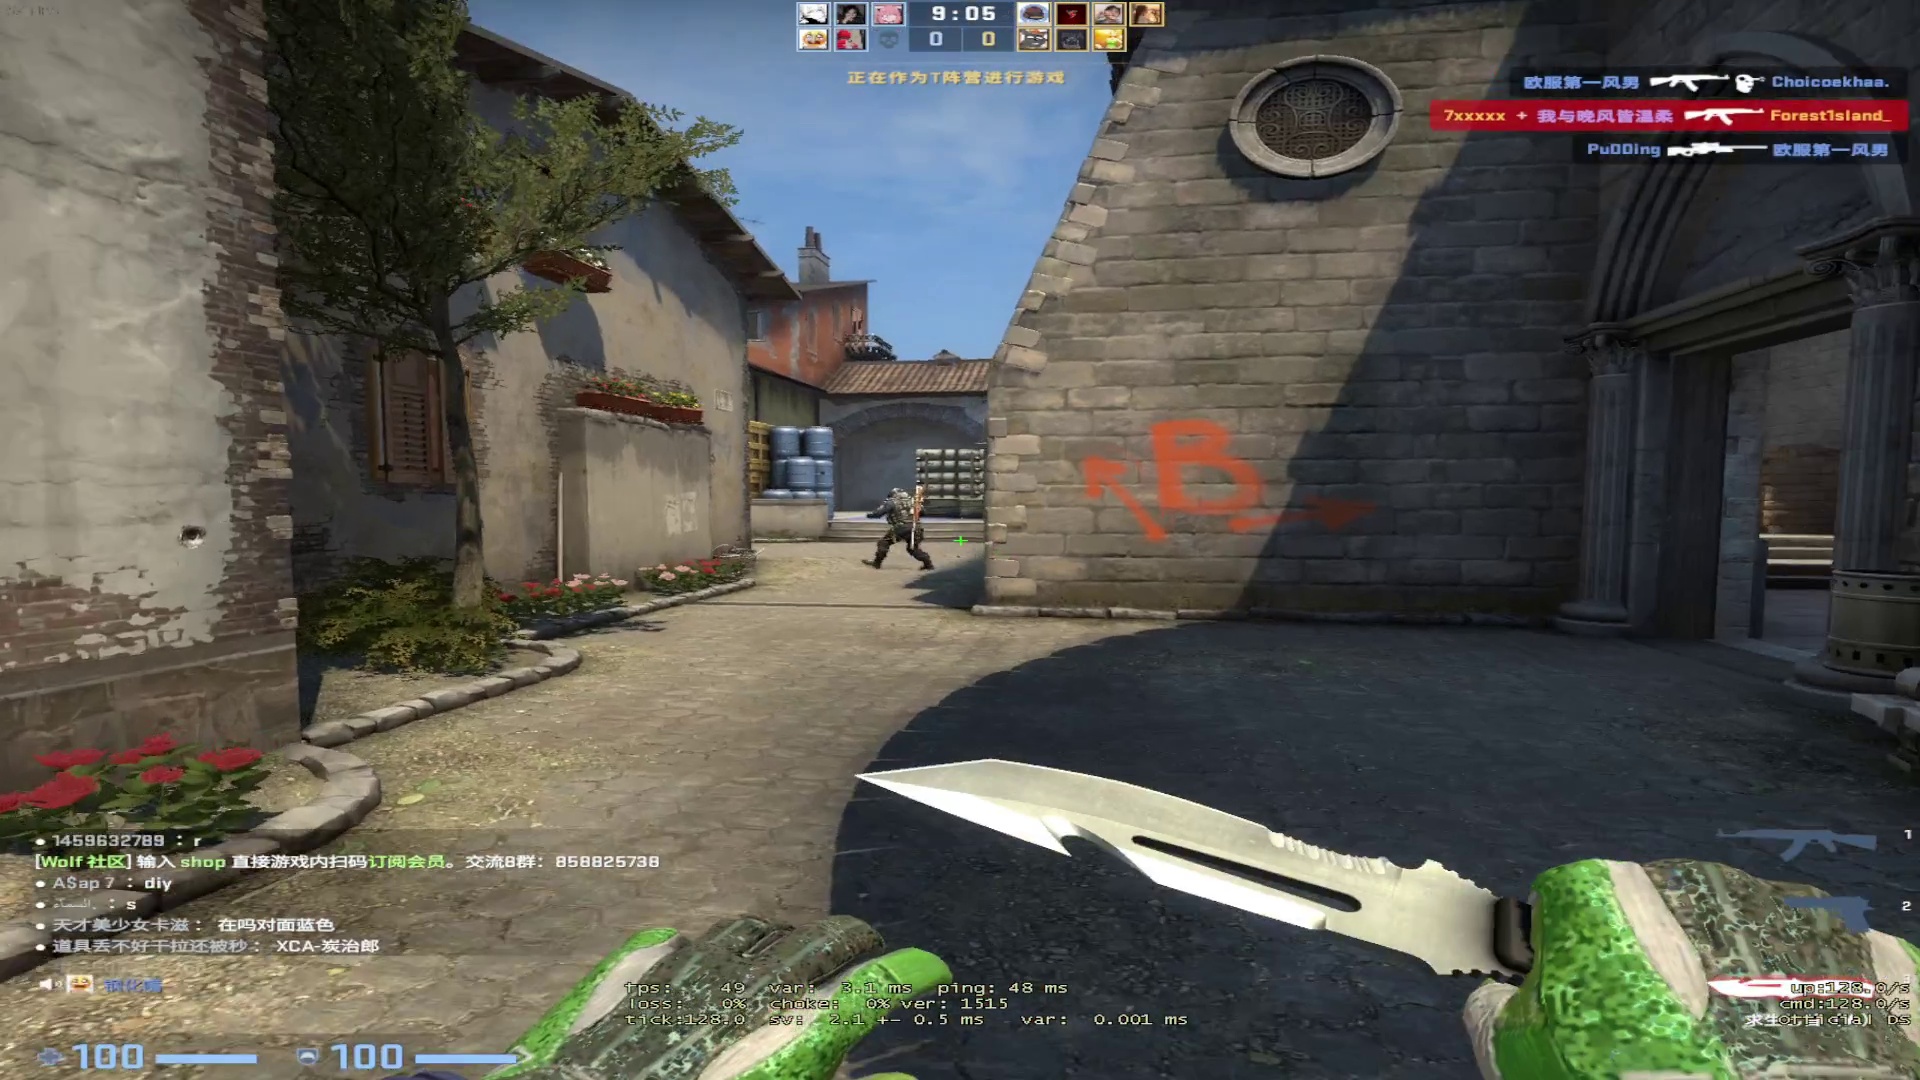 9:05
0 0
正在作为T阵营进行游戏
欧服第一风男 Choicoekhaa.
7xxxxx + 我与晚风皆温柔 Forest1sland_
PuDDing 欧服第一风男
B
1459632789 : r
[Wolf 社区] 输入 shop 直接游戏内扫码订阅会员。交流8群: 858825738
A$ap 7 : diy
: s
天才美少女卡滋 : 在吗对面蓝色
道具丢不好干拉还被秒 : XCA-炭治郎
fps: 49 var: 3.1 ms ping: 48 ms
loss: 0% choke: 0% ver: 1515
tick:128.0 sv: 2.1 +- 0.5 ms var: 0.001 ms
1
2
up:128.0/s
cmd:128.0/s
100 100